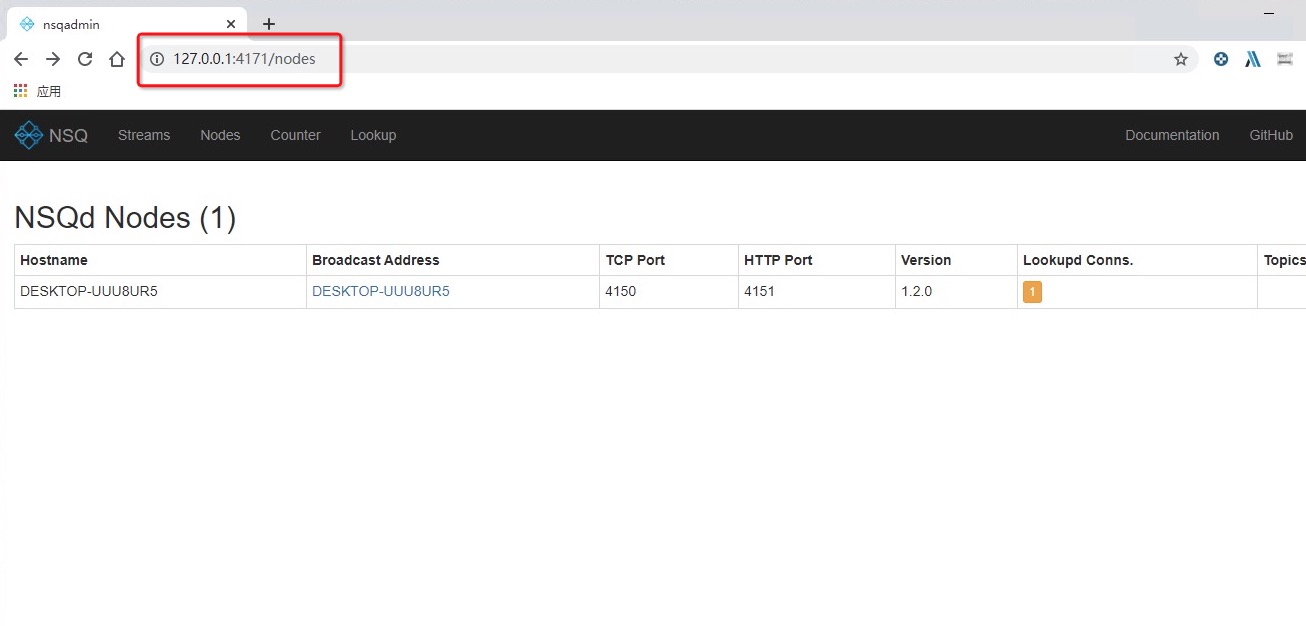 nsqadmin
127.0.0.1:4171/nodes
应用
NSQ Streams Nodes Counter Lookup Documentation GitHub
NSQd Nodes (1)
Hostname Broadcast Address TCP Port HTTP Port Version Lookupd Conns. Topics
DESKTOP-UUU8UR5 DESKTOP-UUU8UR5 4150 4151 1.2.0 1